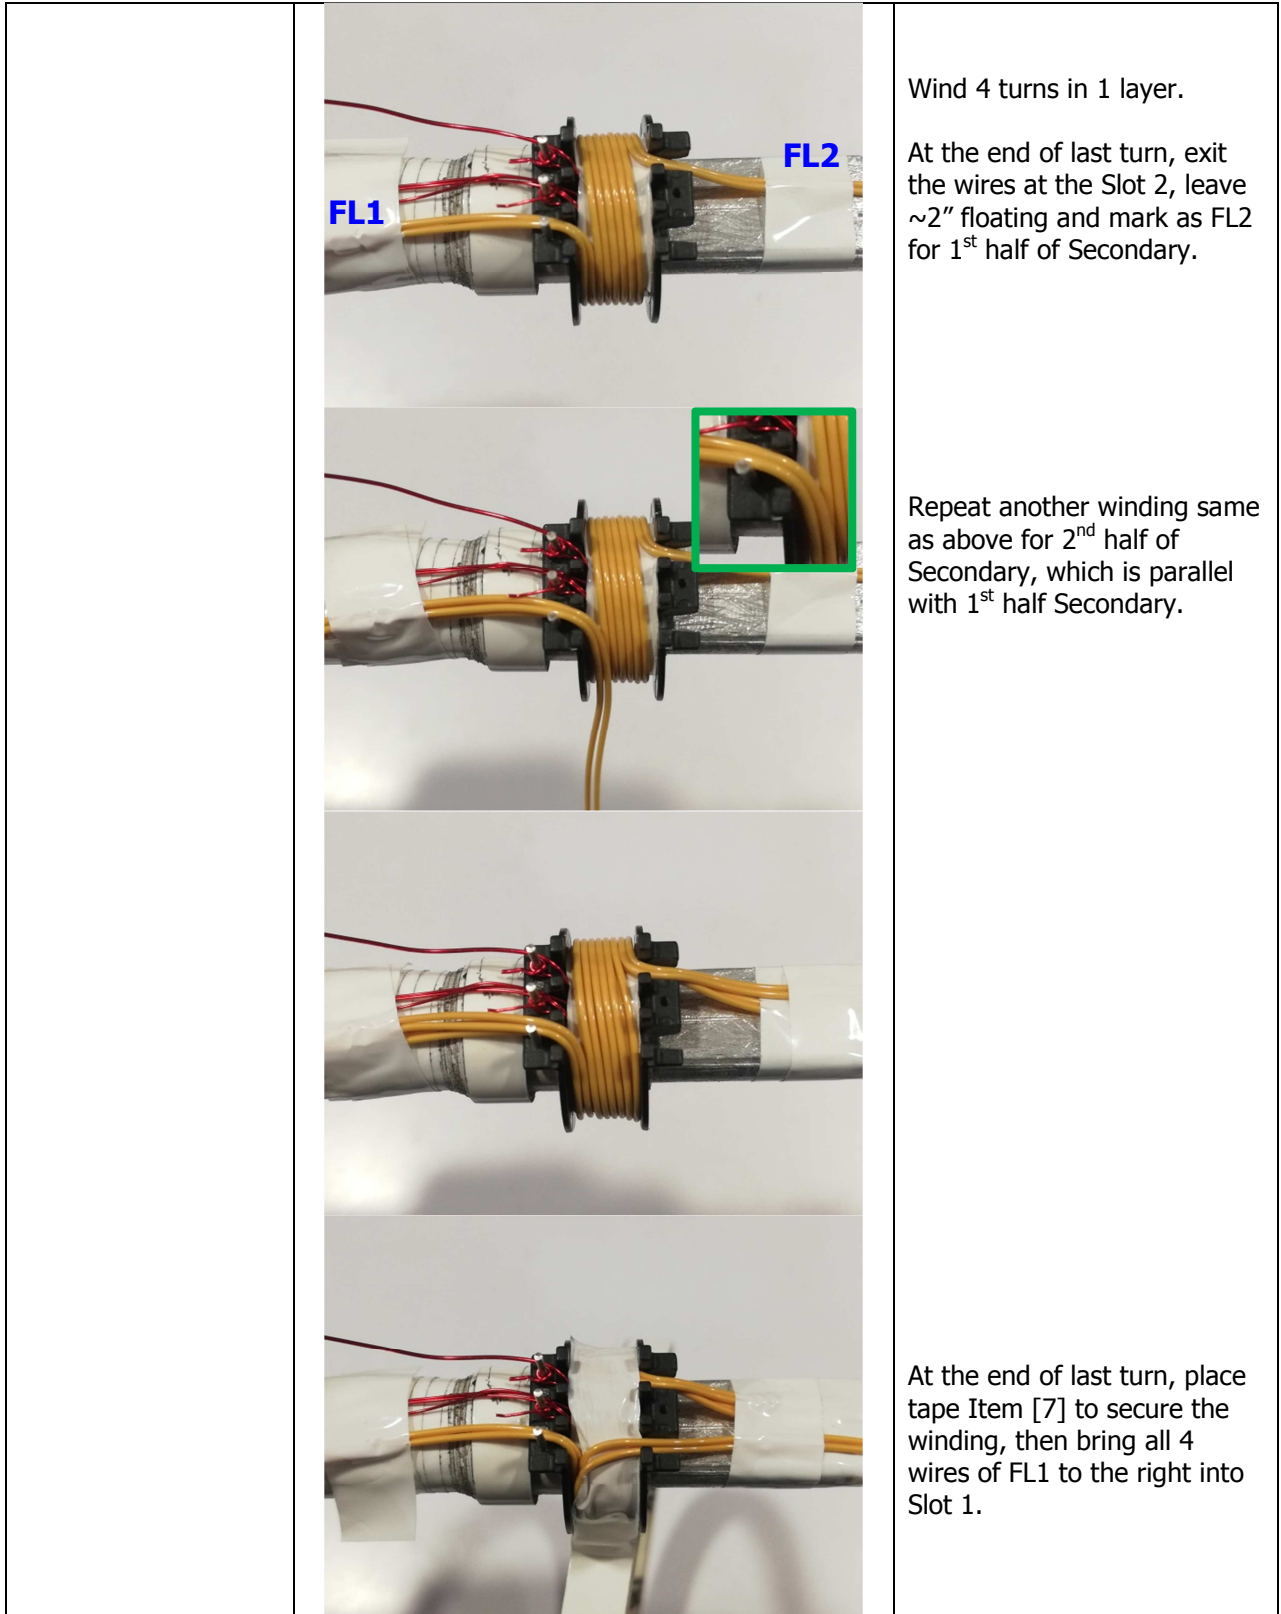 Wind 4 turns in 1 layer.
At the end of last turn, exit
the wires at the Slot 2, leave
~2” floating and mark as FL2
for 1st half of Secondary.
FL1
FL2
Repeat another winding same
as above for 2nd half of
Secondary, which is parallel
with 1st half Secondary.
At the end of last turn, place
tape Item [7] to secure the
winding, then bring all 4
wires of FL1 to the right into
Slot 1.